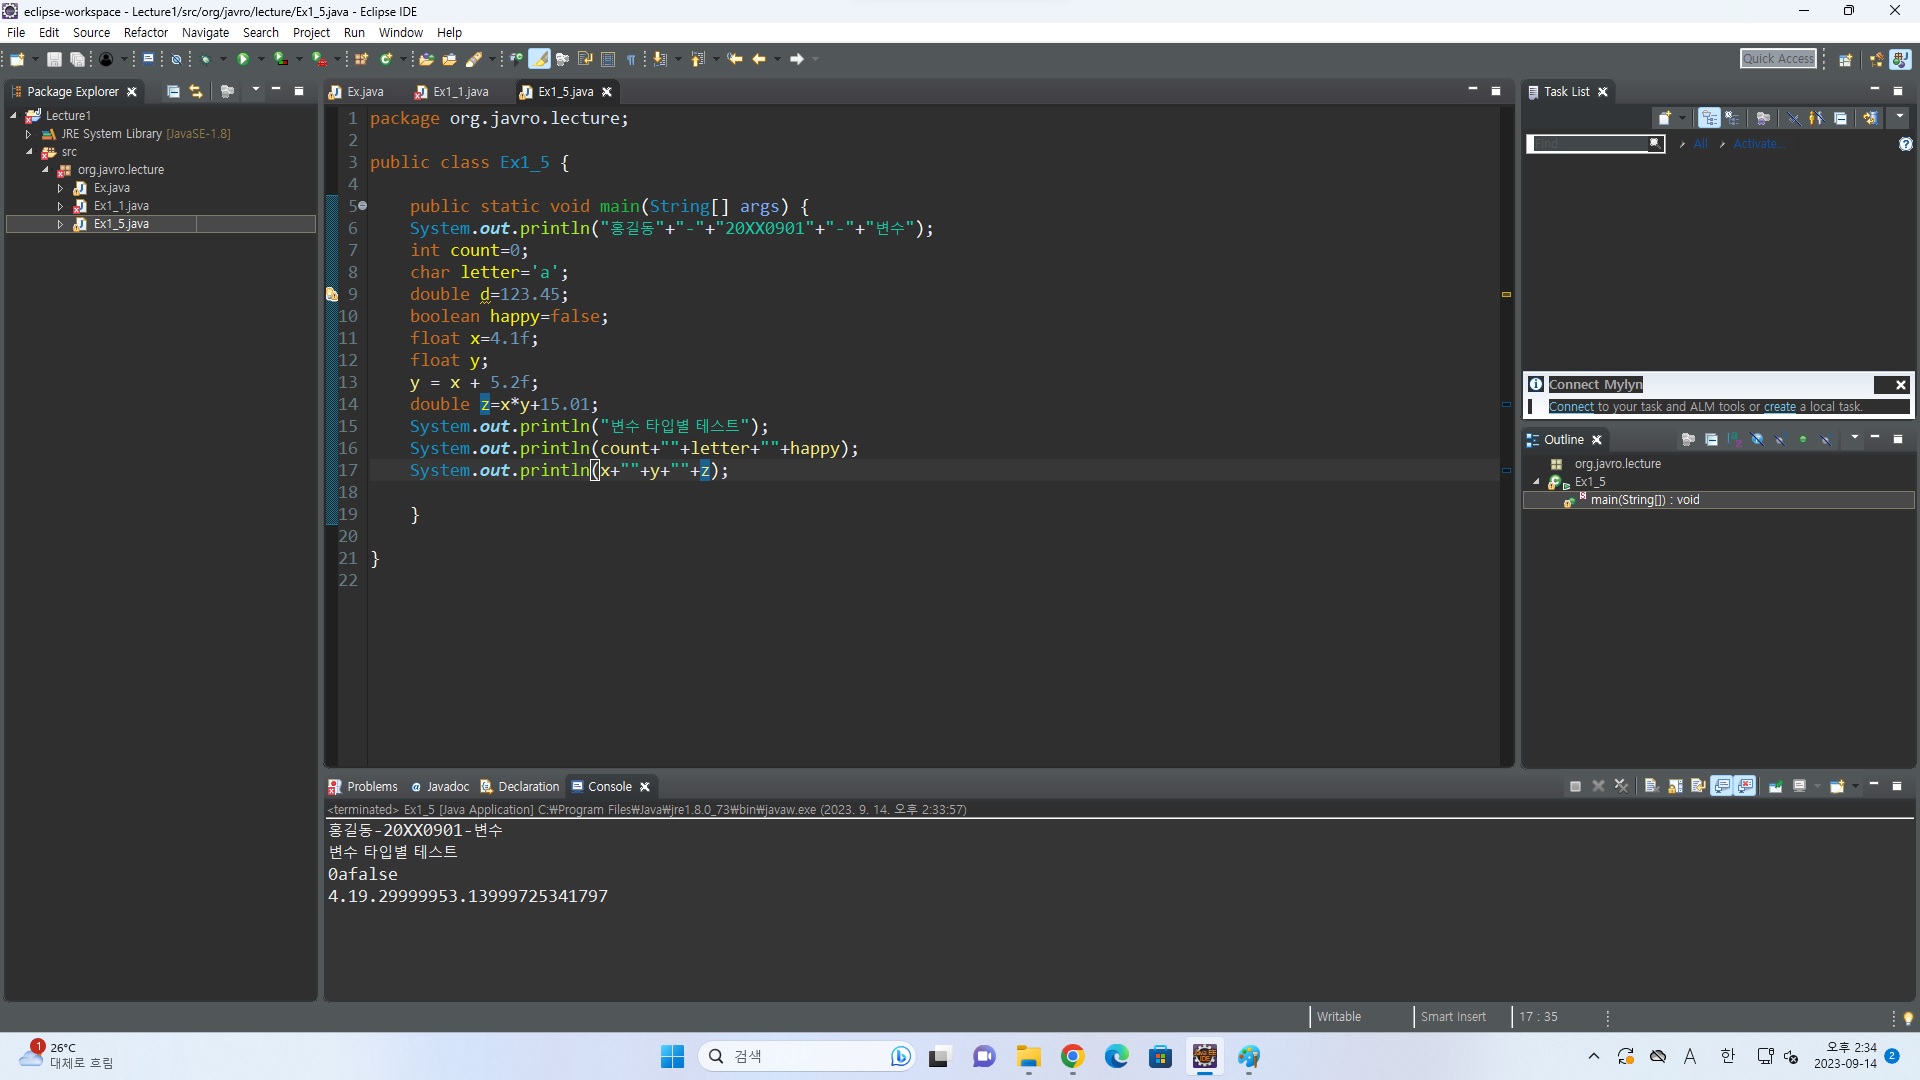 eclipse-workspace - Lecture1/src/org/javro/lecture/Ex1_5.java - Eclipse IDE
File Edit Source Refactor Navigate Search Project Run Window Help
Quick Access
Package Explorer
Lecture1
JRE System Library [JavaSE-1.8]
src
org.javro.lecture
Ex.java
Ex1_1.java
Ex1_5.java
Ex.java Ex1_1.java Ex1_5.java
1 package org.javro.lecture;
2
3 public class Ex1_5 {
4
5 public static void main(String[] args) {
6 System.out.println("홍길동"+"-"+"20XX0901"+"-"+"변수");
7 int count=0;
8 char letter='a';
9 double d=123.45;
10 boolean happy=false;
11 float x=4.1f;
12 float y;
13 y = x + 5.2f;
14 double z=x*y+15.01;
15 System.out.println("변수 타입별 테스트");
16 System.out.println(count+""+letter+""+happy);
17 System.out.println(x+""+y+""+z);
18
19 }
20
21 }
22
Task List
Find All Activate...
Connect Mylyn
Connect to your task and ALM tools or create a local task.
Outline
org.javro.lecture
Ex1_5
main(String[]) : void
Problems Javadoc Declaration Console
<terminated> Ex1_5 [Java Application] C:₩Program Files₩Java₩jre1.8.0_73₩bin₩javaw.exe (2023. 9. 14. 오후 2:33:57)
홍길동-20XX0901-변수
변수 타입별 테스트
0afalse
4.19.29999953.13999725341797
Writable Smart Insert 17 : 35
1
26°C
대체로 흐림
검색
A 한
오후 2:34
2023-09-14
2